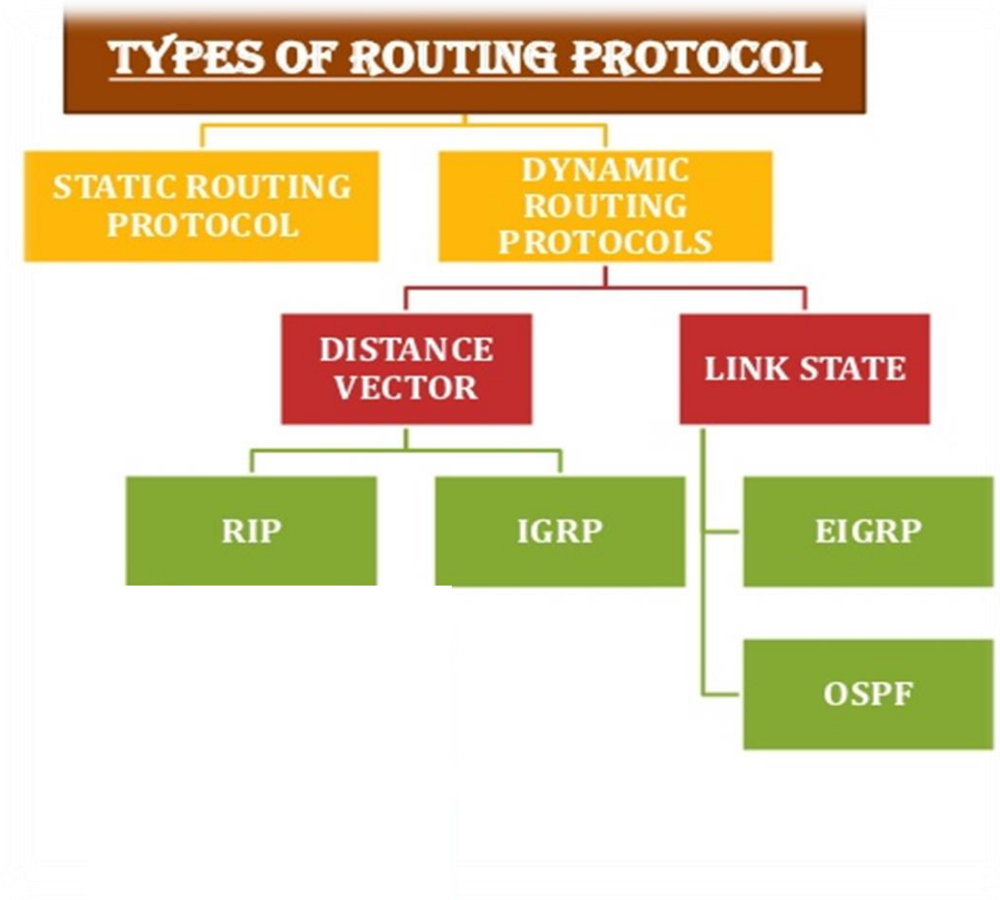 TYPES OF ROUTING PROTOCOL
STATIC ROUTING
PROTOCOL
DYNAMIC
ROUTING
PROTOCOLS
DISTANCE
VECTOR
LINK STATE
RIP
IGRP
EIGRP
OSPF